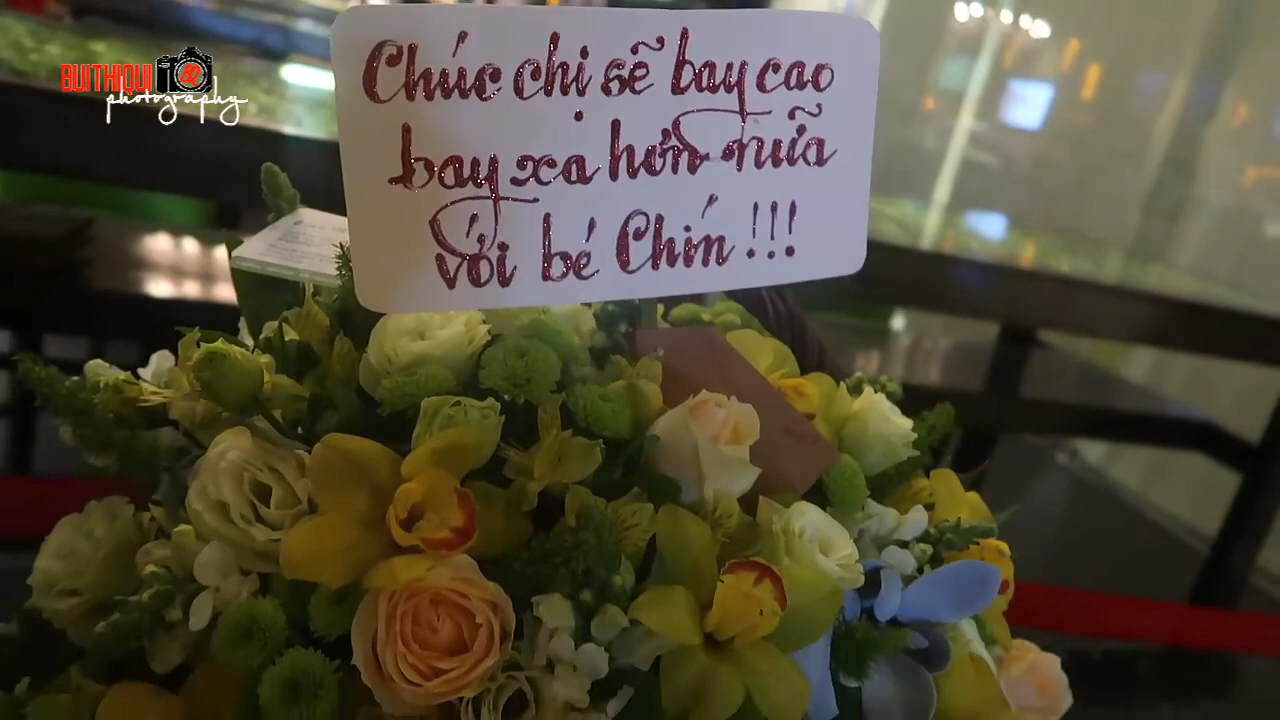 BUITHIQUI
photography
Chúc chị sẽ bay cao
bay xa hơn nữa
với bé Chín !!!